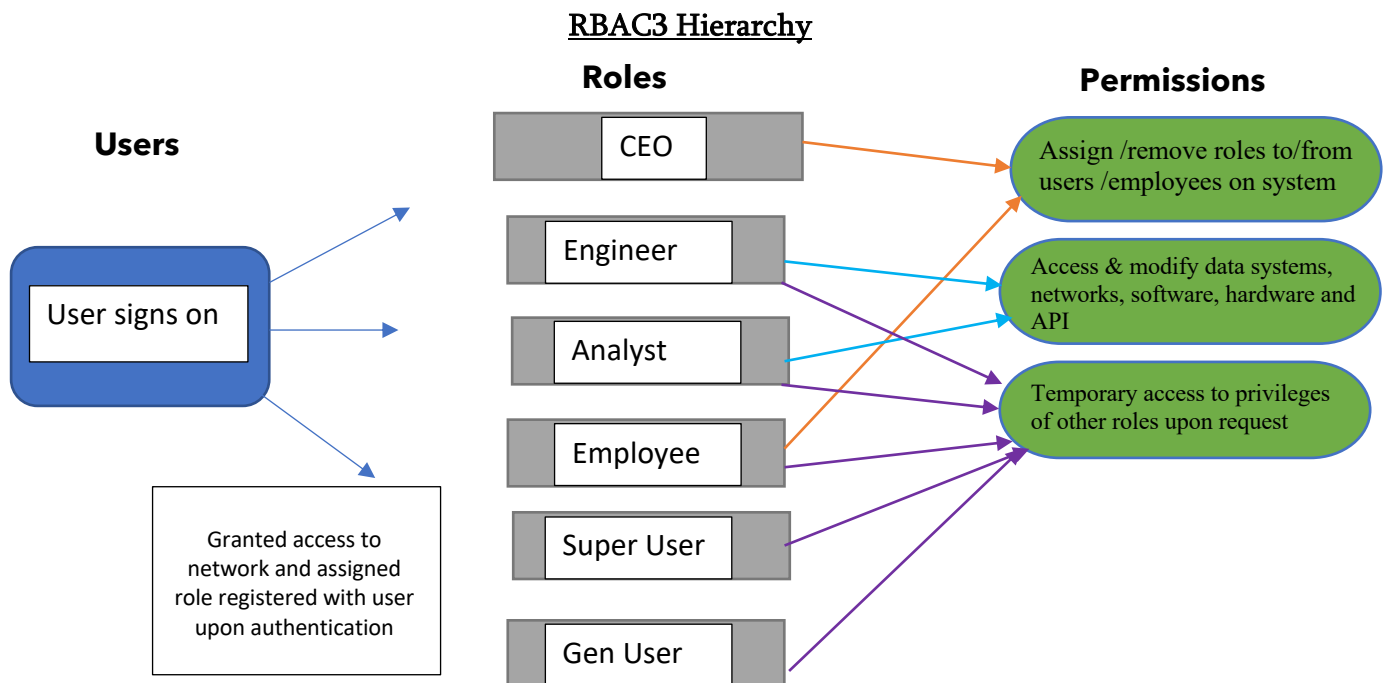 RBAC3 Hierarchy
Users
Roles
Permissions
User signs on
Granted access to
network and assigned
role registered with user
upon authentication
CEO
Engineer
Analyst
Employee
Super User
Gen User
Assign /remove roles to/from
users /employees on system
Access & modify data systems,
networks, software, hardware and
API
Temporary access to privileges
of other roles upon request